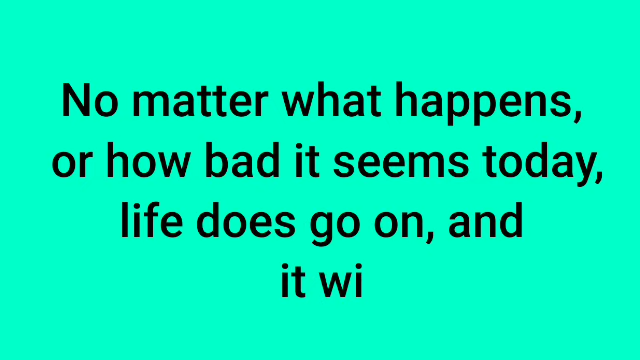 No matter what happens,
or how bad it seems today,
life does go on, and
it wi